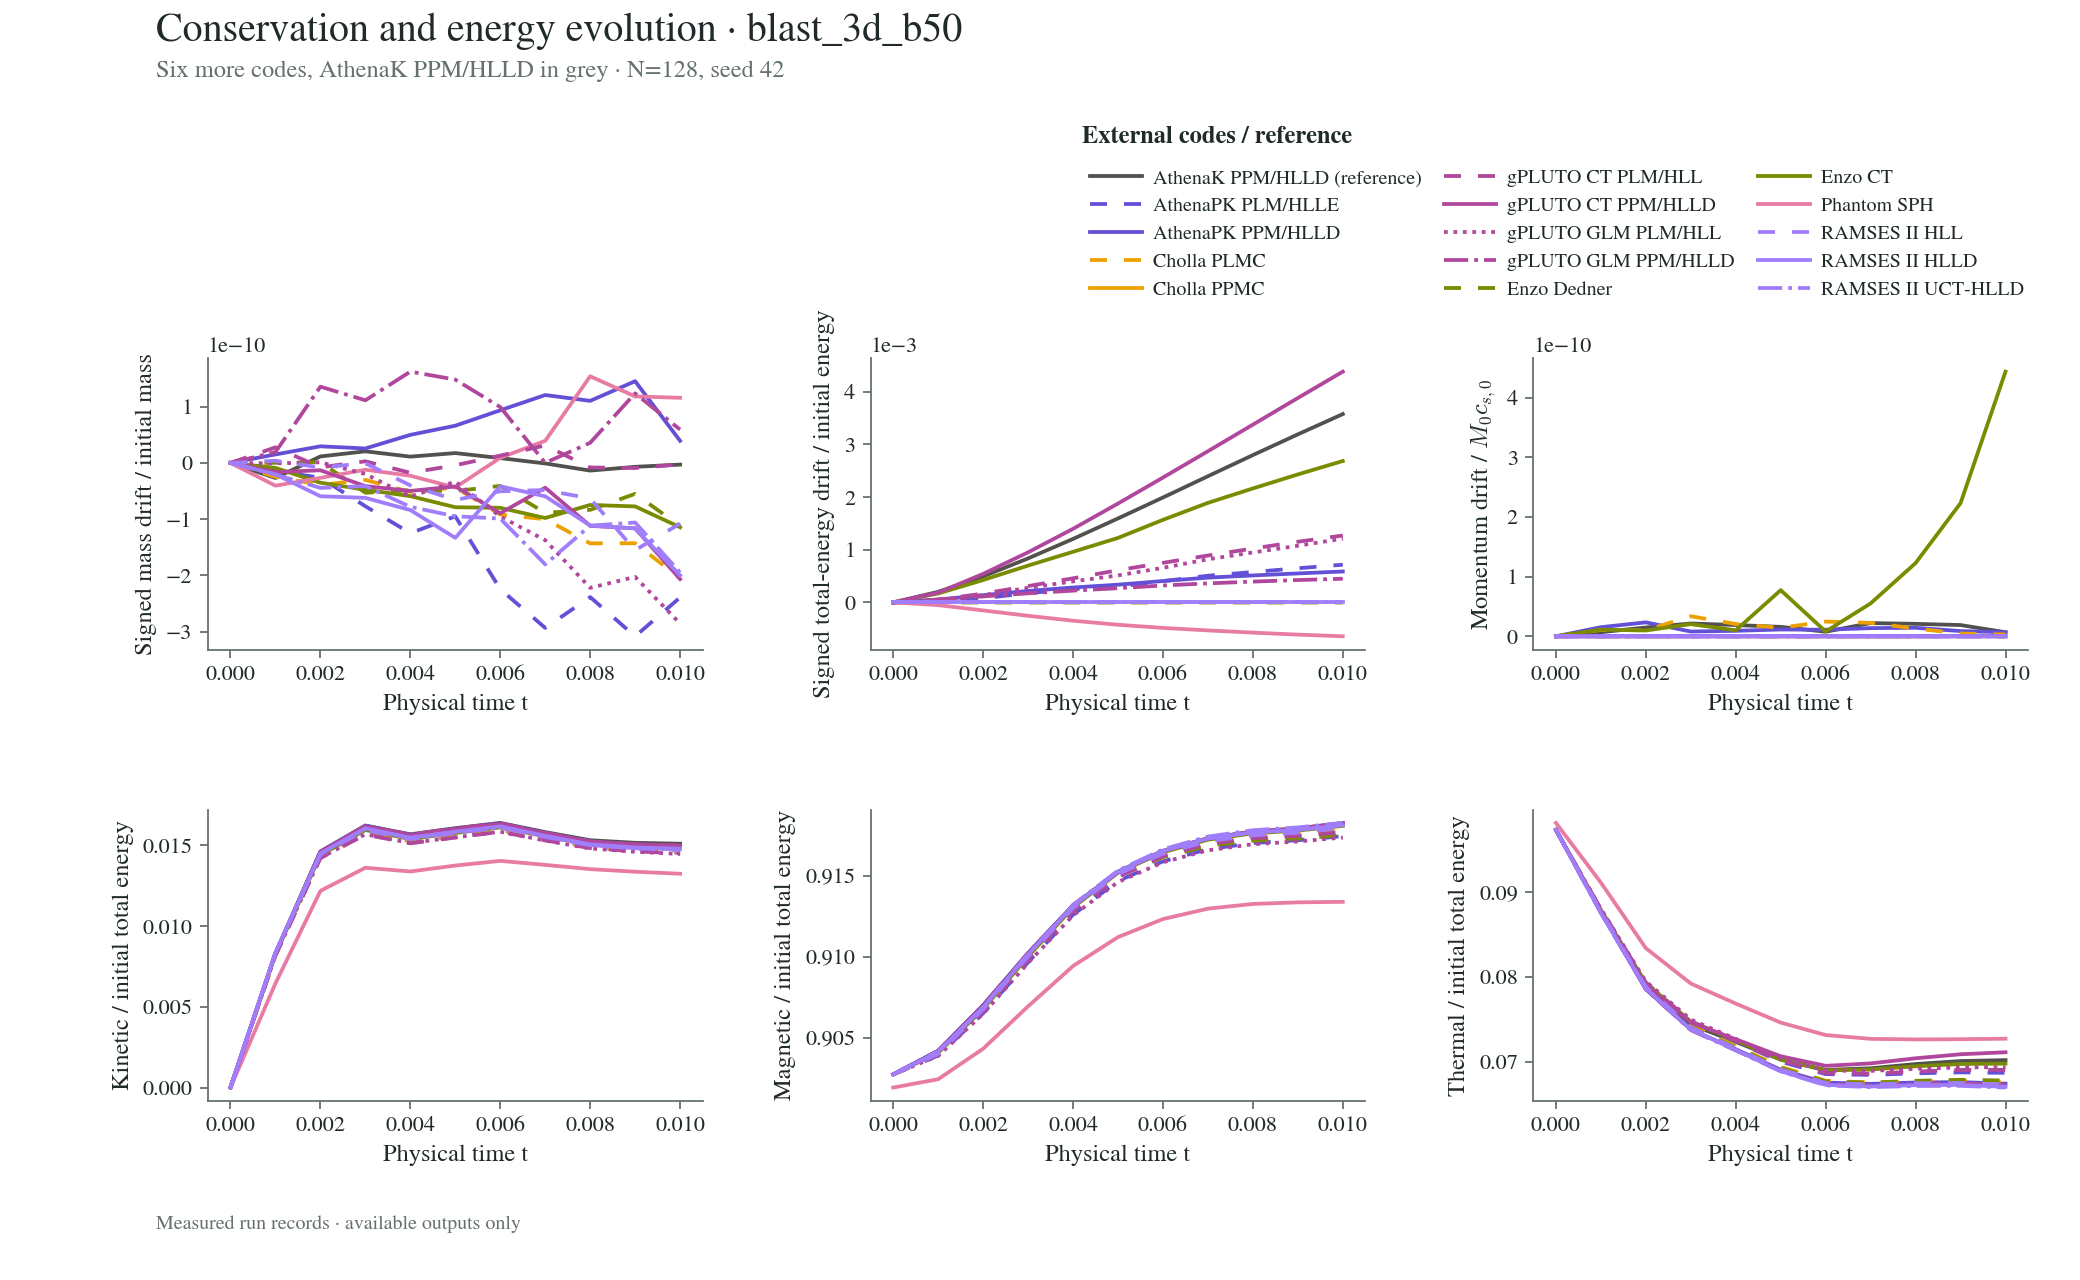 Conservation and energy evolution · blast_3d_b50
Six more codes, AthenaK PPM/HLLD in grey · N=128, seed 42
External codes / reference
AthenaK PPM/HLLD (reference)
AthenaPK PLM/HLLE
AthenaPK PPM/HLLD
Cholla PLMC
Cholla PPMC
gPLUTO CT PLM/HLL
gPLUTO CT PPM/HLLD
gPLUTO GLM PLM/HLL
gPLUTO GLM PPM/HLLD
Enzo Dedner
Enzo CT
Phantom SPH
RAMSES II HLL
RAMSES II HLLD
RAMSES II UCT-HLLD
Signed mass drift / initial mass
1e−10
1
0
−1
−2
−3
0.000 0.002 0.004 0.006 0.008 0.010
Physical time t
Signed total-energy drift / initial energy
1e−3
4
3
2
1
0
0.000 0.002 0.004 0.006 0.008 0.010
Physical time t
Momentum drift / M₀cₛ,₀
1e−10
4
3
2
1
0
0.000 0.002 0.004 0.006 0.008 0.010
Physical time t
Kinetic / initial total energy
0.015
0.010
0.005
0.000
0.000 0.002 0.004 0.006 0.008 0.010
Physical time t
Magnetic / initial total energy
0.915
0.910
0.905
0.000 0.002 0.004 0.006 0.008 0.010
Physical time t
Thermal / initial total energy
0.09
0.08
0.07
0.000 0.002 0.004 0.006 0.008 0.010
Physical time t
Measured run records · available outputs only